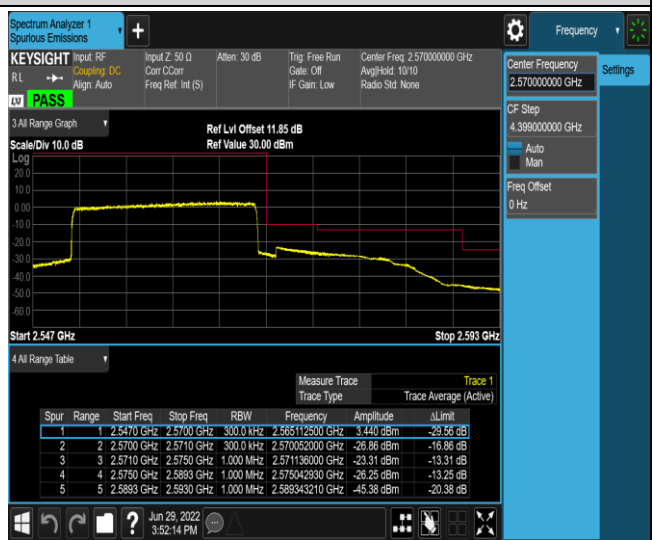 Spectrum Analyzer 1
Spurious Emissions
+
Frequency
KEYSIGHT Input: RF Input Z: 50 Ω Atten: 30 dB Trig: Free Run Center Freq: 2.570000000 GHz
RL Coupling: DC Corr CCorr Gate: Off Avg|Hold: 10/10
Align: Auto Freq Ref: Int (S) IF Gain: Low Radio Std: None
LXI PASS
Center Frequency
2.570000000 GHz
Settings
CF Step
4.399000000 GHz
Auto
Man
Freq Offset
0 Hz
3 All Range Graph
Ref Lvl Offset 11.85 dB
Scale/Div 10.0 dB Ref Value 30.00 dBm
Log
20.0
10.0
0.00
-10.0
-20.0
-30.0
-40.0
-50.0
-60.0
Start 2.547 GHz Stop 2.593 GHz
4 All Range Table
Measure Trace Trace 1
Trace Type Trace Average (Active)
Spur Range Start Freq Stop Freq RBW Frequency Amplitude ΔLimit
1 1 2.5470 GHz 2.5700 GHz 300.0 kHz 2.565112500 GHz 3.440 dBm -29.56 dB
2 2 2.5700 GHz 2.5710 GHz 300.0 kHz 2.570052000 GHz -26.86 dBm -16.86 dB
3 3 2.5710 GHz 2.5750 GHz 1.000 MHz 2.571136000 GHz -23.31 dBm -13.31 dB
4 4 2.5750 GHz 2.5893 GHz 1.000 MHz 2.575042930 GHz -26.25 dBm -13.25 dB
5 5 2.5893 GHz 2.5930 GHz 1.000 MHz 2.589343210 GHz -45.38 dBm -20.38 dB
? Jun 29, 2022
3:52:14 PM